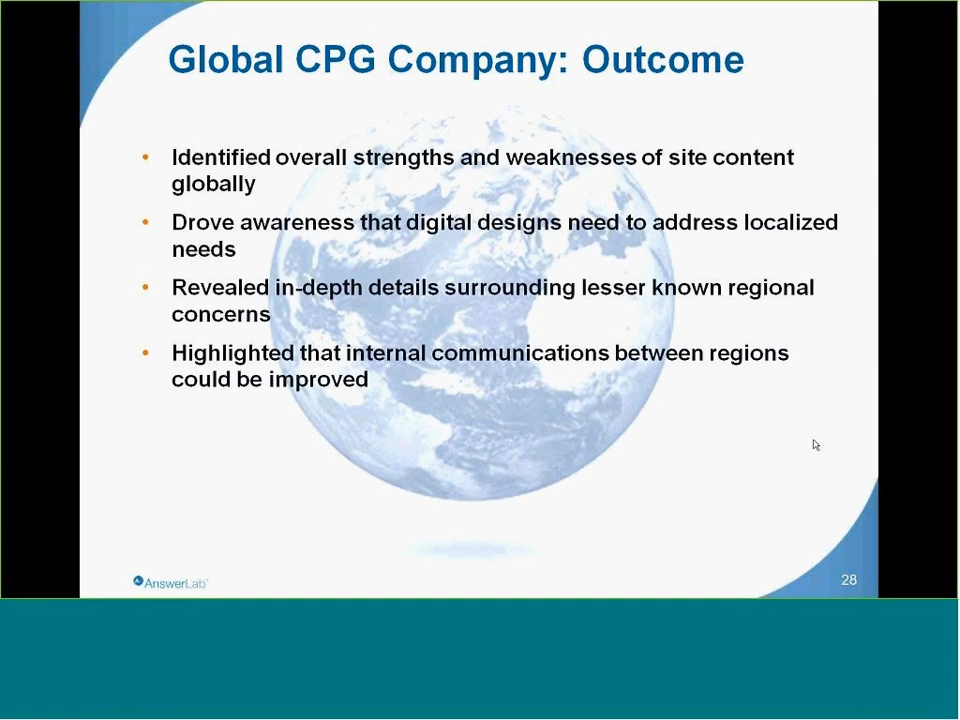 Global CPG Company: Outcome
• Identified overall strengths and weaknesses of site content
globally
• Drove awareness that digital designs need to address localized
needs
• Revealed in-depth details surrounding lesser known regional
concerns
• Highlighted that internal communications between regions
could be improved
AnswerLab
28